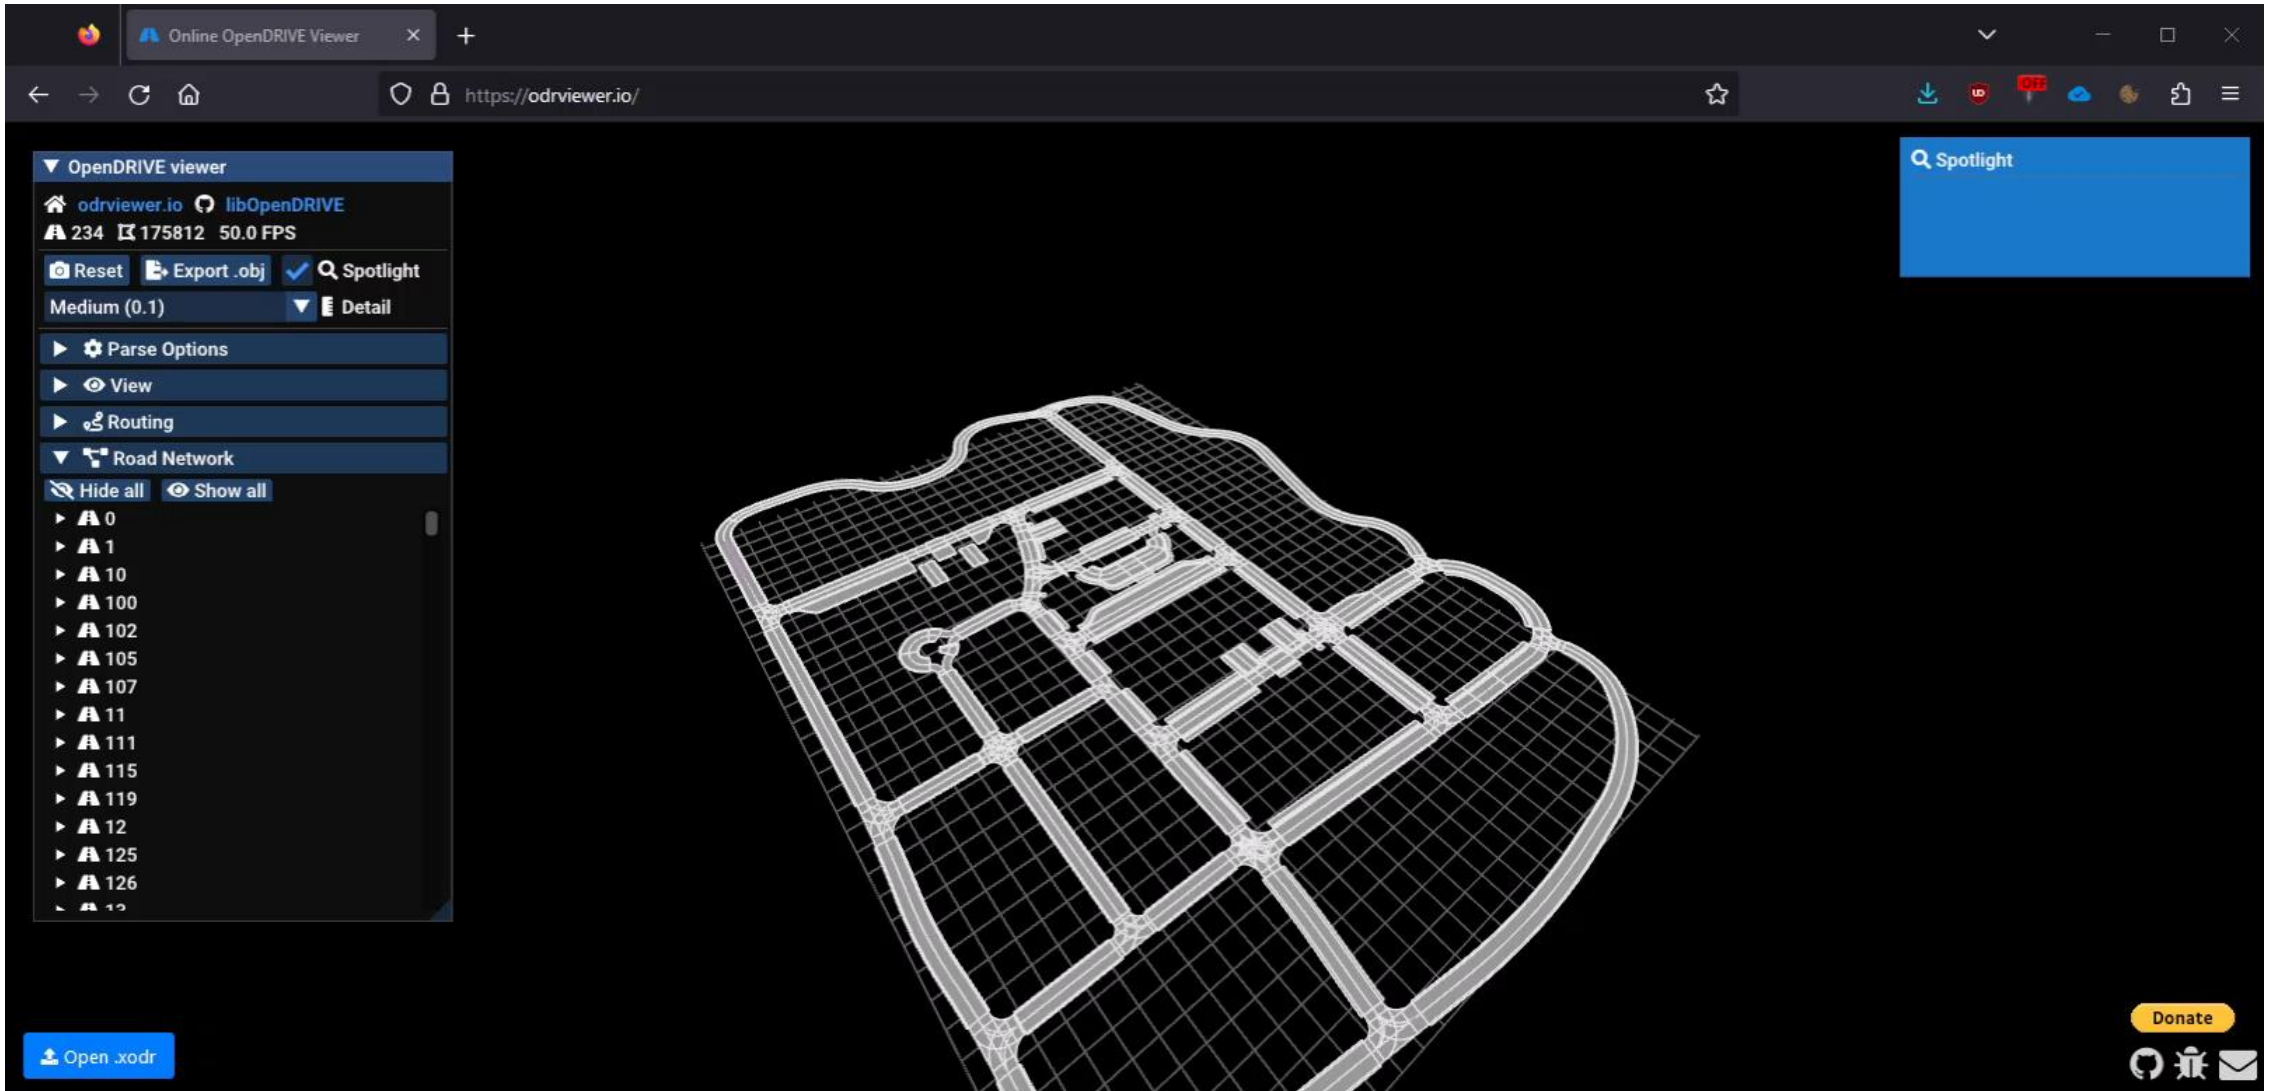 Online OpenDRIVE Viewer
https://odrviewer.io/
OFF
OpenDRIVE viewer
odrviewer.io libOpenDRIVE
234 175812 50.0 FPS
Reset Export .obj Spotlight
Medium (0.1) Detail
Parse Options
View
Routing
Road Network
Hide all Show all
0
1
10
100
102
105
107
11
111
115
119
12
125
126
13
Spotlight
Open .xodr
Donate